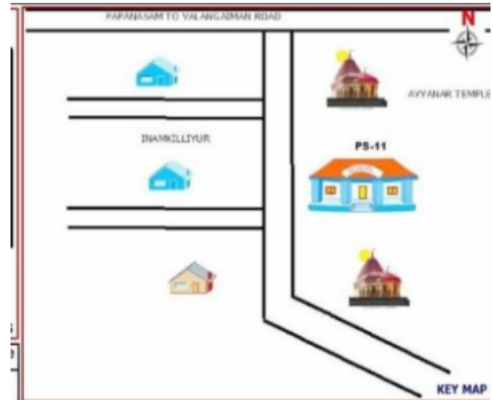 PAPANASAM TO VALANGAIMAN ROAD
N
AYYANAR TEMPLE
INAMKILLIYUR
PS-11
KEY MAP